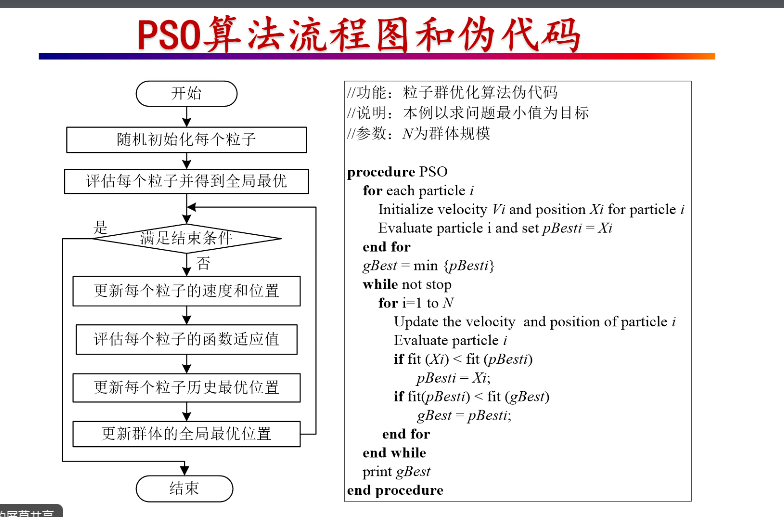 PSO算法流程图和伪代码
开始
随机初始化每个粒子
评估每个粒子并得到全局最优
是
满足结束条件
否
更新每个粒子的速度和位置
评估每个粒子的函数适应值
更新每个粒子历史最优位置
更新群体的全局最优位置
结束
//功能：粒子群优化算法伪代码
//说明：本例以求问题最小值为目标
//参数：N为群体规模
procedure PSO
for each particle i
Initialize velocity Vi and position Xi for particle i
Evaluate particle i and set pBesti = Xi
end for
gBest = min {pBesti}
while not stop
for i=1 to N
Update the velocity and position of particle i
Evaluate particle i
if fit (Xi) < fit (pBesti)
pBesti = Xi;
if fit(pBesti) < fit (gBest)
gBest = pBesti;
end for
end while
print gBest
end procedure